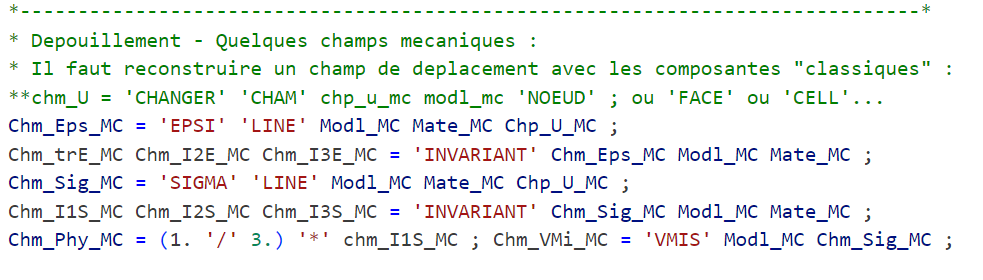 *----------------------------------------------------------------------------*
* Depouillement - Quelques champs mecaniques :
* Il faut reconstruire un champ de deplacement avec les composantes "classiques" :
**chm_U = 'CHANGER' 'CHAM' chp_u_mc modl_mc 'NOEUD' ; ou 'FACE' ou 'CELL'...
Chm_Eps_MC = 'EPSI' 'LINE' Modl_MC Mate_MC Chp_U_MC ;
Chm_trE_MC Chm_I2E_MC Chm_I3E_MC = 'INVARIANT' Chm_Eps_MC Modl_MC Mate_MC ;
Chm_Sig_MC = 'SIGMA' 'LINE' Modl_MC Mate_MC Chp_U_MC ;
Chm_I1S_MC Chm_I2S_MC Chm_I3S_MC = 'INVARIANT' Chm_Sig_MC Modl_MC Mate_MC ;
Chm_Phy_MC = (1. '/' 3.) '*' chm_I1S_MC ; Chm_VMi_MC = 'VMIS' Modl_MC Chm_Sig_MC ;